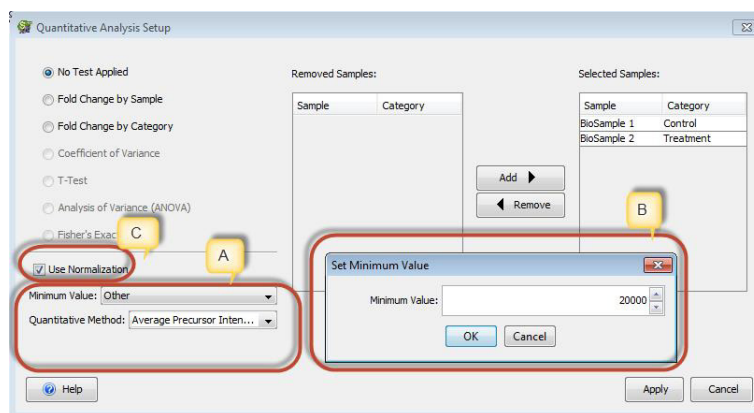 Quantitative Analysis Setup
No Test Applied
Fold Change by Sample
Fold Change by Category
Coefficient of Variance
T-Test
Analysis of Variance (ANOVA)
Fisher's Exac
C
Use Normalization
A
Minimum Value: Other
Quantitative Method: Average Precursor Inten...
Removed Samples:
Sample Category
Add
Remove
Selected Samples:
Sample Category
BioSample 1 Control
BioSample 2 Treatment
B
Set Minimum Value
Minimum Value: 20000
OK Cancel
Help
Apply Cancel